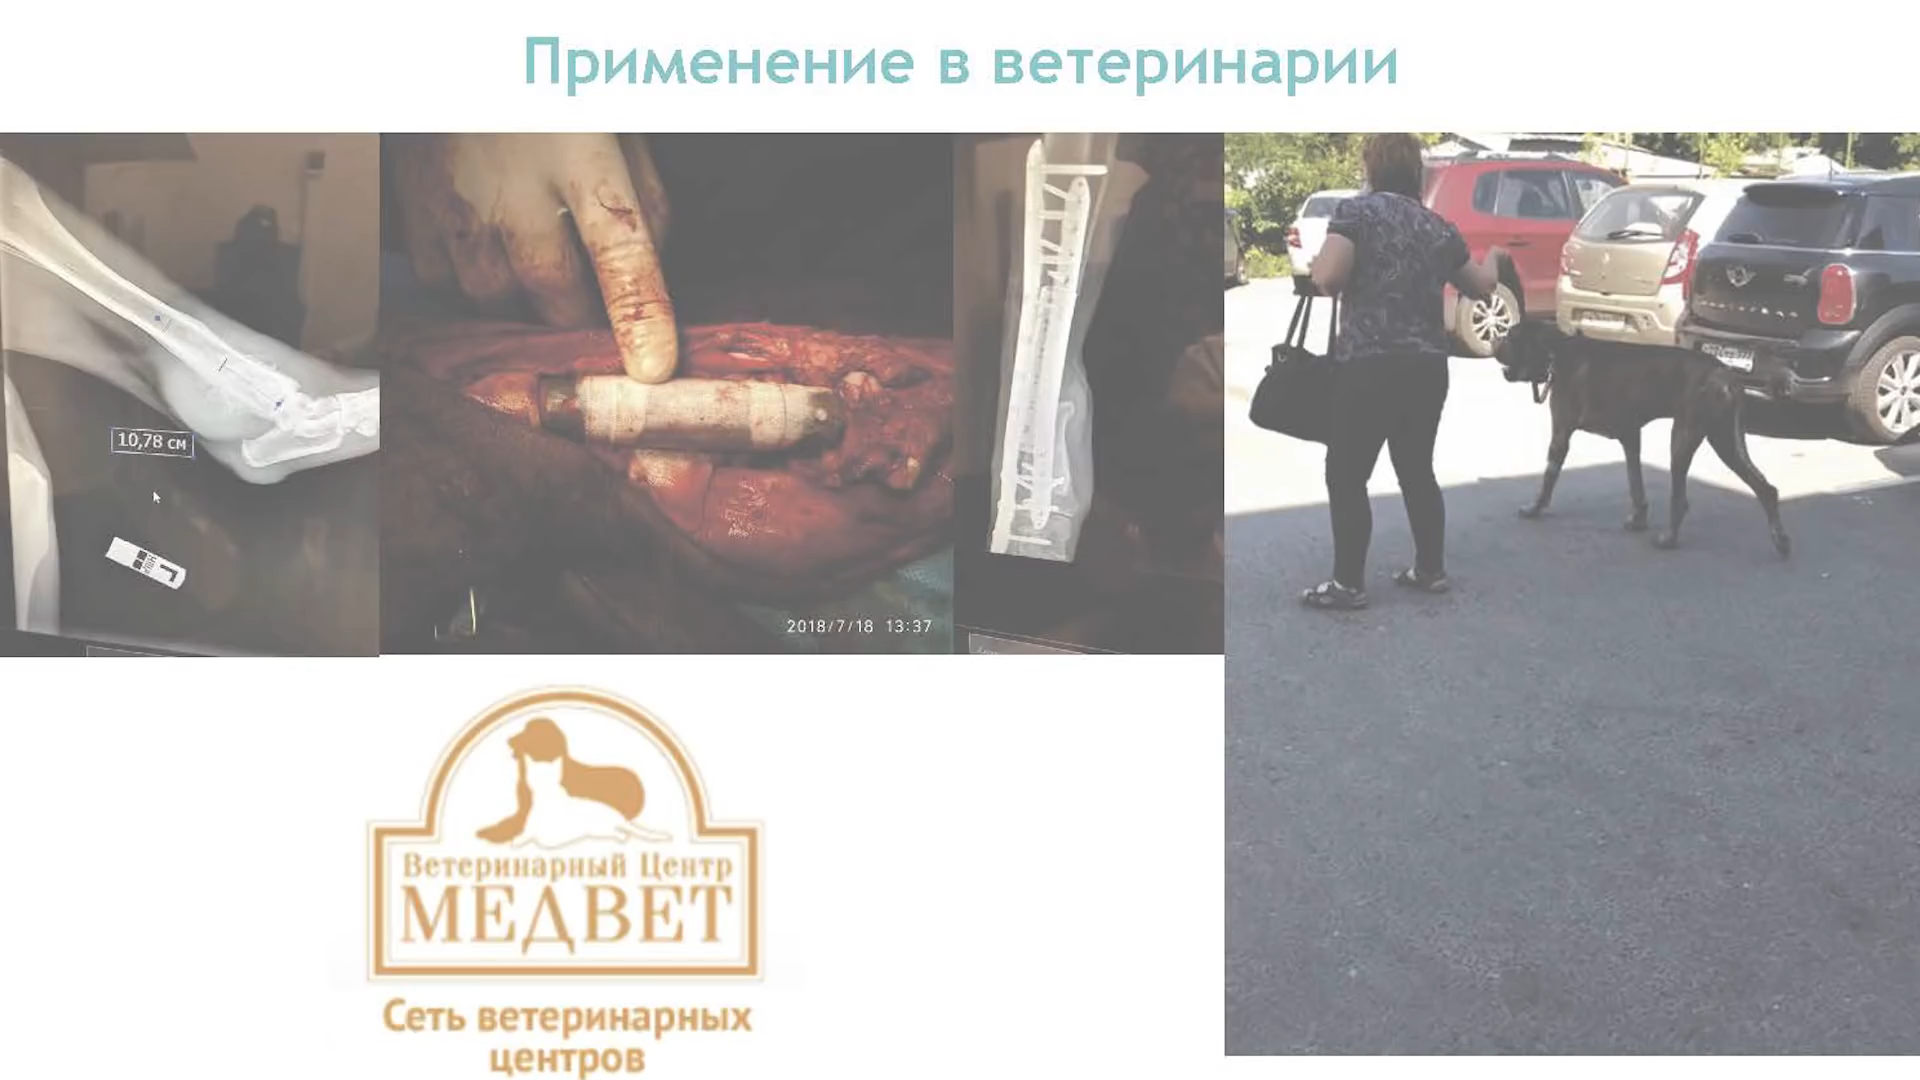 Применение в ветеринарии
10,78 см
2018/7/18 13:37
Ветеринарный Центр
МЕДВЕТ
Сеть ветеринарных
центров